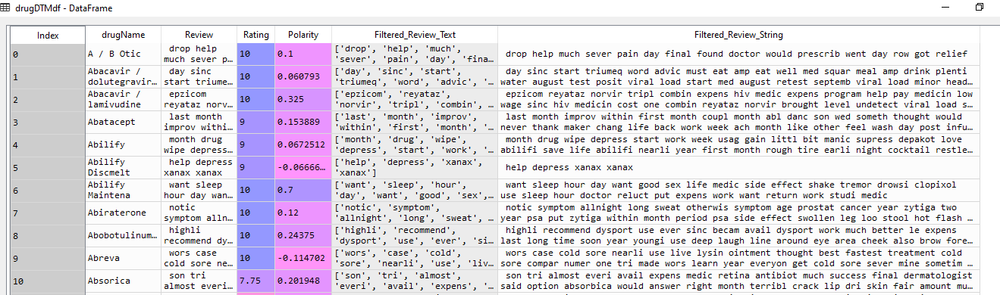 drugDTMdf - DataFrame
Index drugName Review Rating Polarity Filtered_Review_Text Filtered_Review_String
0 A / B Otic drop help much sever p… 10 0.1 ['drop', 'help', 'much', 'sever', 'pain', 'day', 'fina… drop help much sever pain day final found doctor would prescrib went day row got relief
1 Abacavir / dolutegravir… day sinc start triume… 10 0.060793 ['day', 'sinc', 'start', 'triumeq', 'word', 'advic', '… day sinc start triumeq word advic must eat amp eat well med squar meal amp drink plenti water august test posit viral load start med august retest septemb viral load minor head…
2 Abacavir / lamivudine epzicom reyataz norv… 10 0.325 ['epzicom', 'reyataz', 'norvir', 'tripl', 'combin', … epzicom reyataz norvir tripl combin expens hiv medic expens program help pay medicin low wage sinc hiv medicin cost one combin reyataz norvir brought level undetect viral load s…
3 Abatacept last month improv withi… 9 0.153889 ['last', 'month', 'improv', 'within', 'first', 'month', … last month improv within first month coupl month abl danc son wed someth thought would never thank maker chang life back work week ach month like other feel wash day post infu…
4 Abilify month drug wipe depress… 9 0.0672512 ['month', 'drug', 'wipe', 'depress', 'start', 'work', … month drug wipe depress start work week usag gain littl bit manic supress depakot love abilifi save life abilifi nearli year first month rough tire earli night cocktail restle…
5 Abilify Discmelt help depress xanax xanax 9 -0.06666… ['help', 'depress', 'xanax', 'xanax'] help depress xanax xanax
6 Abilify Maintena want sleep hour day wan… 10 0.7 ['want', 'sleep', 'hour', 'day', 'want', 'good', 'sex',… want sleep hour day want good sex life medic side effect shake tremor drowsi clopixol use sleep hour doctor reluct put expens work want return work studi medic
7 Abiraterone notic symptom alln… 10 0.12 ['notic', 'symptom', 'allnight', 'long', 'sweat', … notic symptom allnight long sweat otherwis symptom age prostat cancer year zytiga two year psa put zytiga within month period psa side effect swollen leg loo stool hot flash …
8 Abobotulinum… highli recommend dy… 10 0.24375 ['highli', 'recommend', 'dysport', 'use', 'ever', 'si… highli recommend dysport use ever sinc becam avail dysport work much better le expens last long time soon year youngi use deep laugh line around eye area cheek also brow fore…
9 Abreva wors case cold sore ne… 10 -0.114702 ['wors', 'case', 'cold', 'sore', 'nearli', 'use', 'liv… wors case cold sore nearli use live lysin ointment thought best fastest treatment cold sore compar numer one tri made wors learn year everyon get cold sore sever mine sometim …
10 Absorica son tri almost everi… 7.75 0.201948 ['son', 'tri', 'almost', 'everi', 'avail', 'expens', '… son tri almost everi avail expens medic retina antibiot much success final dermatologist said option absorbica would answer right month terribl crack lip dri skin fair amount mu…